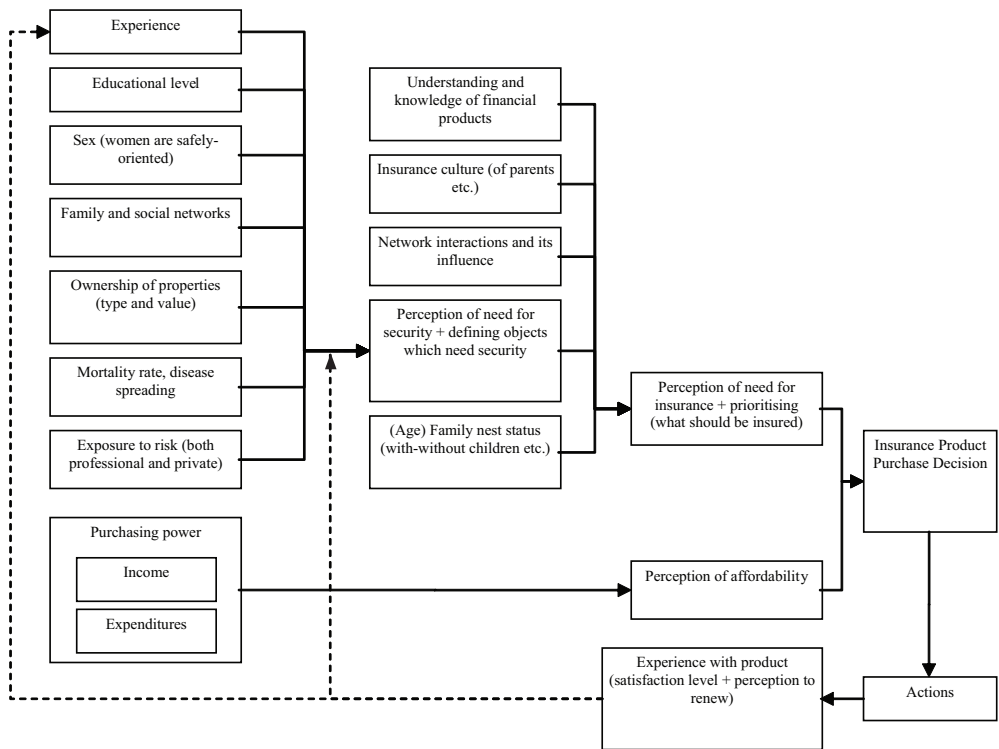 Experience
Educational level
Sex (women are safely-
oriented)
Family and social networks
Ownership of properties
(type and value)
Mortality rate, disease
spreading
Exposure to risk (both
professional and private)
Purchasing power
Income
Expenditures
Understanding and
knowledge of financial
products
Insurance culture (of parents
etc.)
Network interactions and its
influence
Perception of need for
security + defining objects
which need security
(Age) Family nest status
(with-without children etc.)
Perception of need for
insurance + prioritising
(what should be insured)
Perception of affordability
Insurance Product
Purchase Decision
Actions
Experience with product
(satisfaction level + perception to
renew)